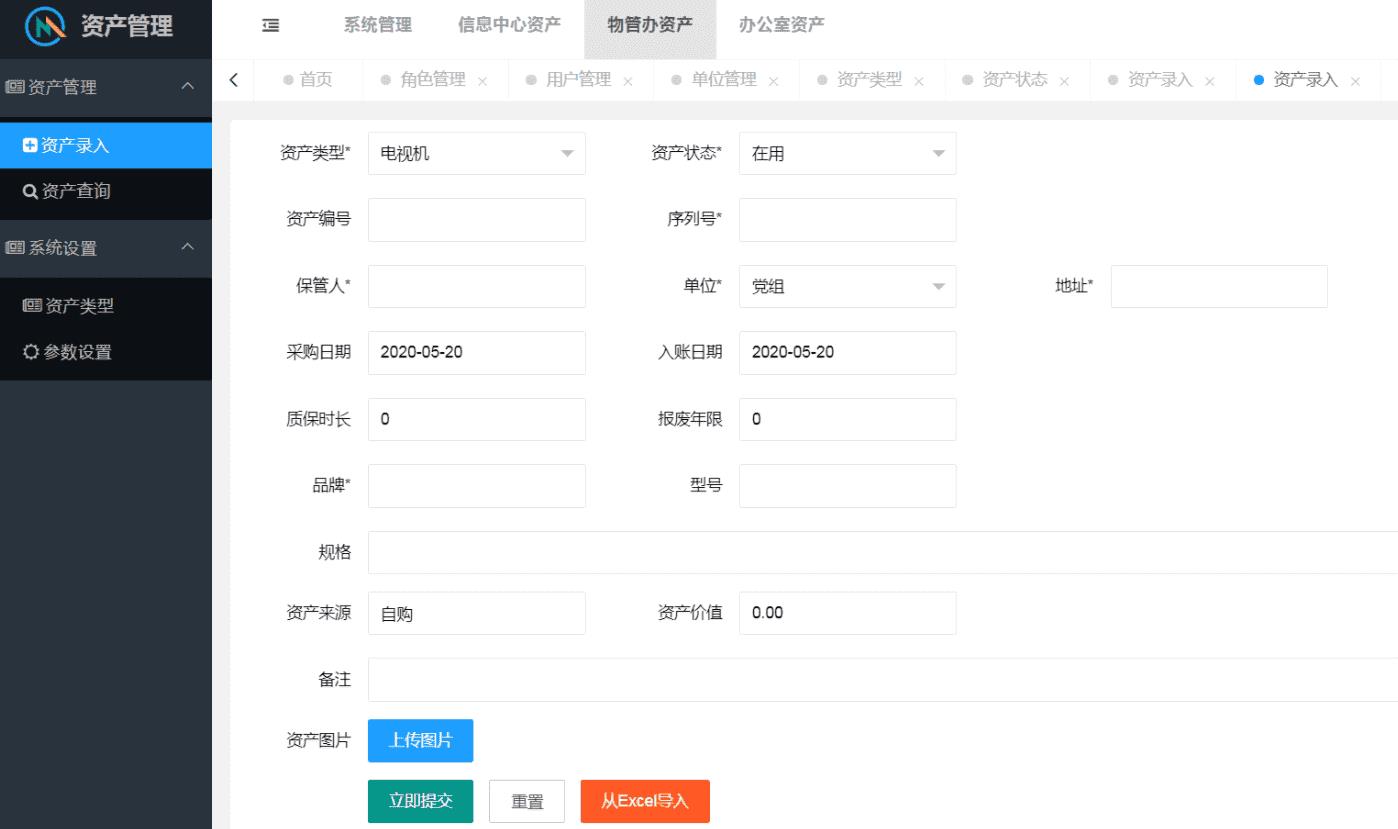 资产管理
系统管理 信息中心资产 物管办资产 办公室资产
首页 角色管理 用户管理 单位管理 资产类型 资产状态 资产录入 资产录入
资产管理
资产录入
资产查询
系统设置
资产类型
参数设置
资产类型* 电视机 资产状态* 在用
资产编号 序列号*
保管人* 单位* 党组 地址*
采购日期 2020-05-20 入账日期 2020-05-20
质保时长 0 报废年限 0
品牌* 型号
规格
资产来源 自购 资产价值 0.00
备注
资产图片 上传图片
立即提交 重置 从Excel导入